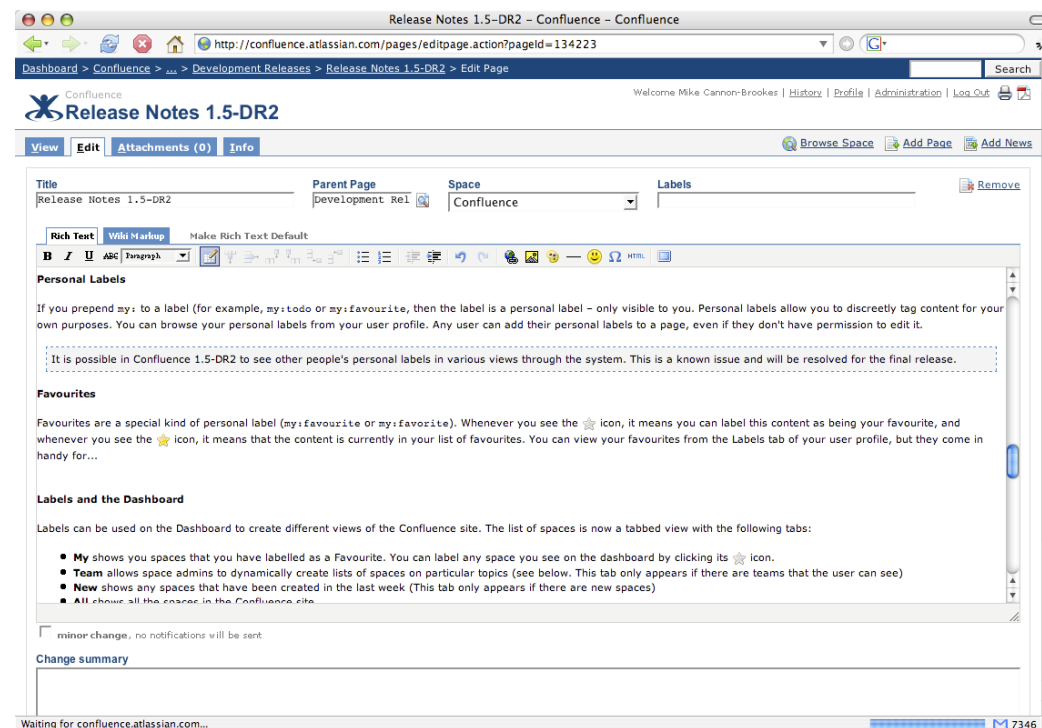 Release Notes 1.5-DR2 – Confluence – Confluence
http://confluence.atlassian.com/pages/editpage.action?pageId=134223
G
Dashboard > Confluence > ... > Development Releases > Release Notes 1.5-DR2 > Edit Page
Search
Confluence
Welcome Mike Cannon-Brookes | History | Profile | Administration | Log Out
Release Notes 1.5-DR2
View Edit Attachments (0) Info
Browse Space Add Page Add News
Title Parent Page Space Labels
Remove
Release Notes 1.5-DR2 Development Rel Confluence
Rich Text Wiki Markup Make Rich Text Default
B I U ABC Paragraph Ω HTML
Personal Labels
If you prepend my: to a label (for example, my:todo or my:favourite, then the label is a personal label – only visible to you. Personal labels allow you to discreetly tag content for your
own purposes. You can browse your personal labels from your user profile. Any user can add their personal labels to a page, even if they don't have permission to edit it.
It is possible in Confluence 1.5-DR2 to see other people's personal labels in various views through the system. This is a known issue and will be resolved for the final release.
Favourites
Favourites are a special kind of personal label (my:favourite or my:favorite). Whenever you see the icon, it means you can label this content as being your favourite, and
whenever you see the icon, it means that the content is currently in your list of favourites. You can view your favourites from the Labels tab of your user profile, but they come in
handy for...
Labels and the Dashboard
Labels can be used on the Dashboard to create different views of the Confluence site. The list of spaces is now a tabbed view with the following tabs:
• My shows you spaces that you have labelled as a Favourite. You can label any space you see on the dashboard by clicking its icon.
• Team allows space admins to dynamically create lists of spaces on particular topics (see below. This tab only appears if there are teams that the user can see)
• New shows any spaces that have been created in the last week (This tab only appears if there are new spaces)
• All shows all the spaces in the Confluence site
minor change, no notifications will be sent
Change summary
Waiting for confluence.atlassian.com...
M 7346